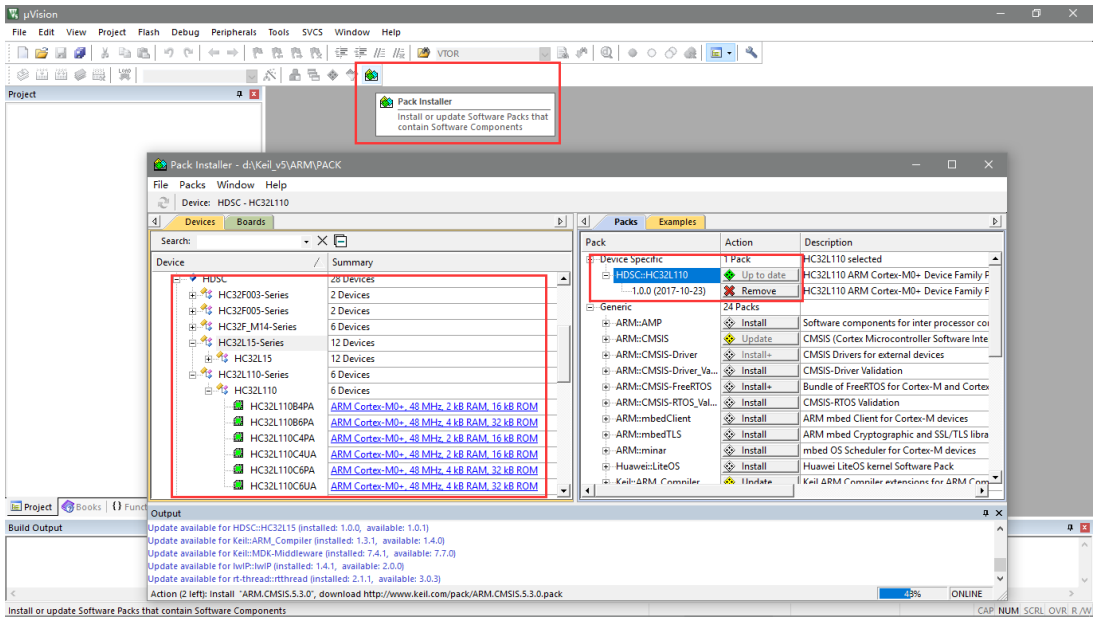 µVision
File Edit View Project Flash Debug Peripherals Tools SVCS Window Help
VTOR
LOAD
Project
Pack Installer
Install or update Software Packs that
contain Software Components
Pack Installer - d:\Keil_v5\ARM\PACK
File Packs Window Help
Device: HDSC - HC32L110
Devices Boards
Search:
Device / Summary
HDSC 28 Devices
HC32F003-Series 2 Devices
HC32F005-Series 2 Devices
HC32F_M14-Series 6 Devices
HC32L15-Series 12 Devices
HC32L15 12 Devices
HC32L110-Series 6 Devices
HC32L110 6 Devices
HC32L110B4PA ARM Cortex-M0+, 48 MHz, 2 kB RAM, 16 kB ROM
HC32L110B6PA ARM Cortex-M0+, 48 MHz, 4 kB RAM, 32 kB ROM
HC32L110C4PA ARM Cortex-M0+, 48 MHz, 2 kB RAM, 16 kB ROM
HC32L110C4UA ARM Cortex-M0+, 48 MHz, 2 kB RAM, 16 kB ROM
HC32L110C6PA ARM Cortex-M0+, 48 MHz, 4 kB RAM, 32 kB ROM
HC32L110C6UA ARM Cortex-M0+, 48 MHz, 4 kB RAM, 32 kB ROM
Packs Examples
Pack Action Description
Device Specific 1 Pack HC32L110 selected
HDSC::HC32L110 Up to date HC32L110 ARM Cortex-M0+ Device Family P
1.0.0 (2017-10-23) Remove HC32L110 ARM Cortex-M0+ Device Family P
Generic 24 Packs
ARM::AMP Install Software components for inter processor co
ARM::CMSIS Update CMSIS (Cortex Microcontroller Software Inte
ARM::CMSIS-Driver Install+ CMSIS Drivers for external devices
ARM::CMSIS-Driver_Va... Install CMSIS-Driver Validation
ARM::CMSIS-FreeRTOS Install+ Bundle of FreeRTOS for Cortex-M and Cortex
ARM::CMSIS-RTOS_Val... Install CMSIS-RTOS Validation
ARM::mbedClient Install ARM mbed Client for Cortex-M devices
ARM::mbedTLS Install ARM mbed Cryptographic and SSL/TLS libra
ARM::minar Install mbed OS Scheduler for Cortex-M devices
Huawei::LiteOS Install Huawei LiteOS kernel Software Pack
Keil::ARM_Compiler Update Keil ARM Compiler extensions for ARM Com
Project Books {} Funct
Output
Update available for HDSC::HC32L15 (installed: 1.0.0, available: 1.0.1)
Update available for Keil::ARM_Compiler (installed: 1.3.1, available: 1.4.0)
Update available for Keil::MDK-Middleware (installed: 7.4.1, available: 7.7.0)
Update available for lwIP::lwIP (installed: 1.4.1, available: 2.0.0)
Update available for rt-thread::rtthread (installed: 2.1.1, available: 3.0.3)
Action (2 left): Install "ARM.CMSIS.5.3.0", download http://www.keil.com/pack/ARM.CMSIS.5.3.0.pack 43% ONLINE
Build Output
Install or update Software Packs that contain Software Components CAP NUM SCRL OVR R/W